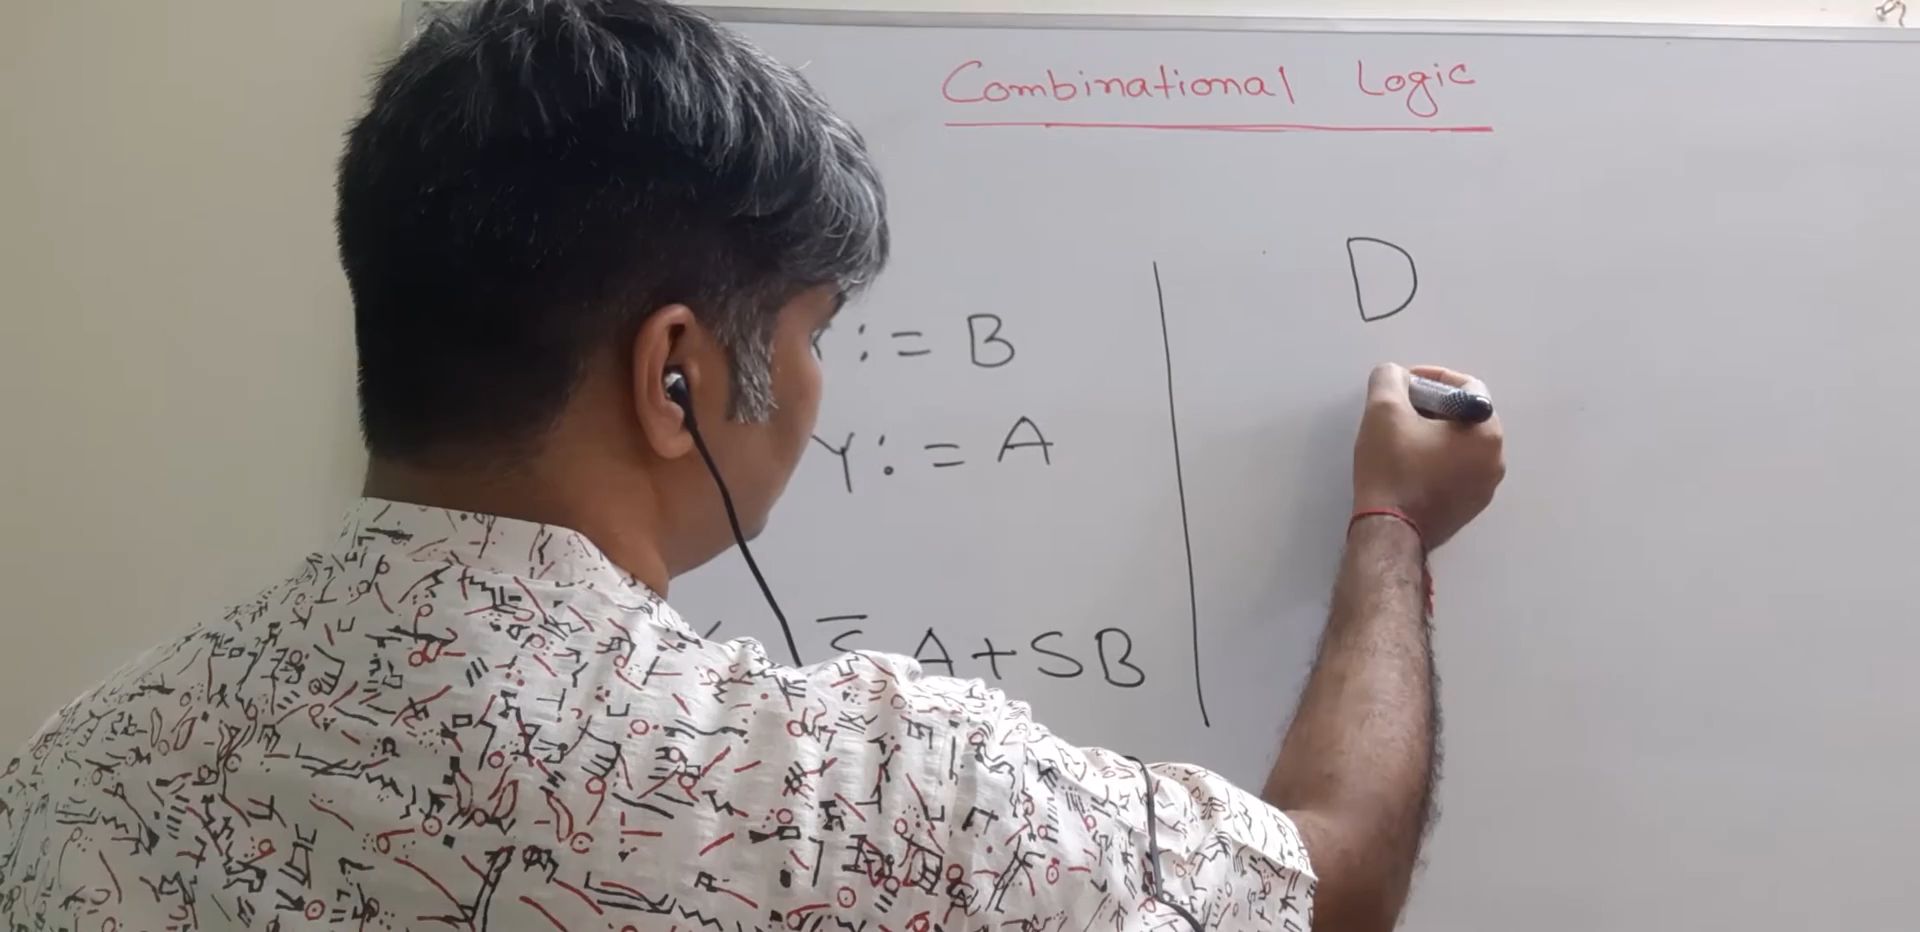 Combinational Logic
:= B
Y := A
S̅ A + SB
D